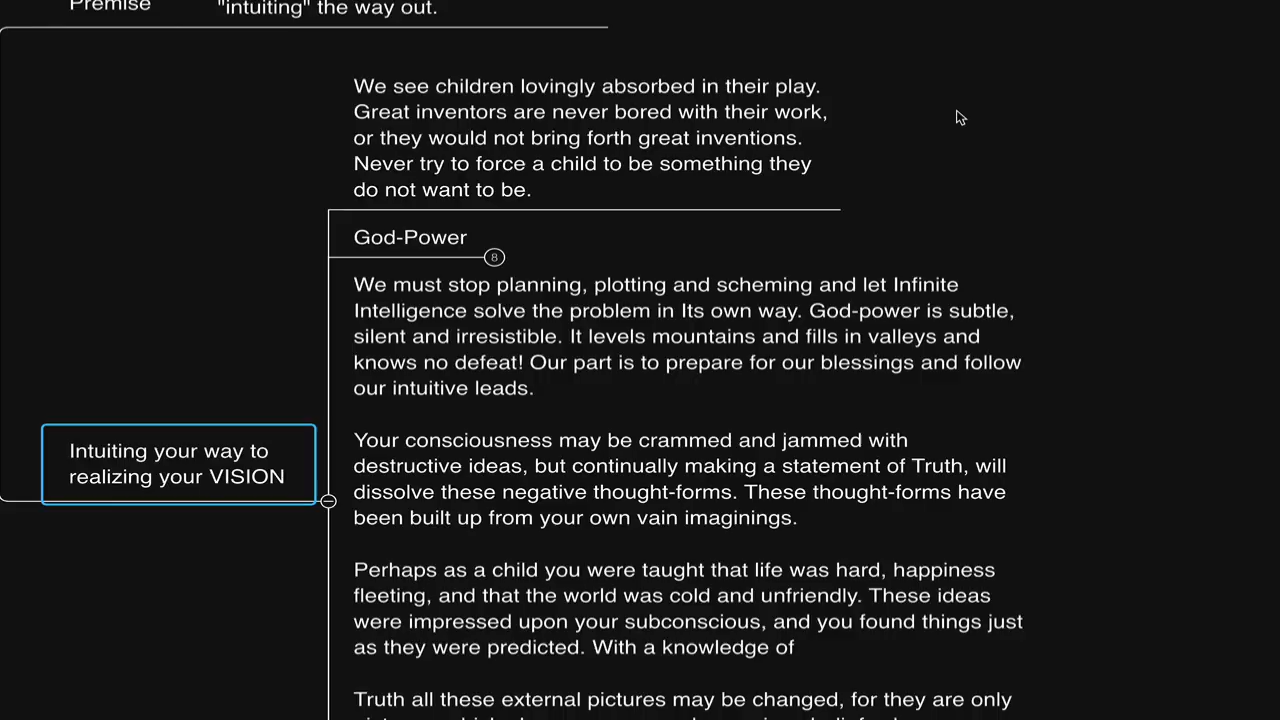 Premise
"intuiting" the way out.
We see children lovingly absorbed in their play.
Great inventors are never bored with their work,
or they would not bring forth great inventions.
Never try to force a child to be something they
do not want to be.
God-Power
8
We must stop planning, plotting and scheming and let Infinite
Intelligence solve the problem in Its own way. God-power is subtle,
silent and irresistible. It levels mountains and fills in valleys and
knows no defeat! Our part is to prepare for our blessings and follow
our intuitive leads.
Your consciousness may be crammed and jammed with
destructive ideas, but continually making a statement of Truth, will
dissolve these negative thought-forms. These thought-forms have
been built up from your own vain imaginings.
Intuiting your way to
realizing your VISION
Perhaps as a child you were taught that life was hard, happiness
fleeting, and that the world was cold and unfriendly. These ideas
were impressed upon your subconscious, and you found things just
as they were predicted. With a knowledge of
Truth all these external pictures may be changed, for they are only